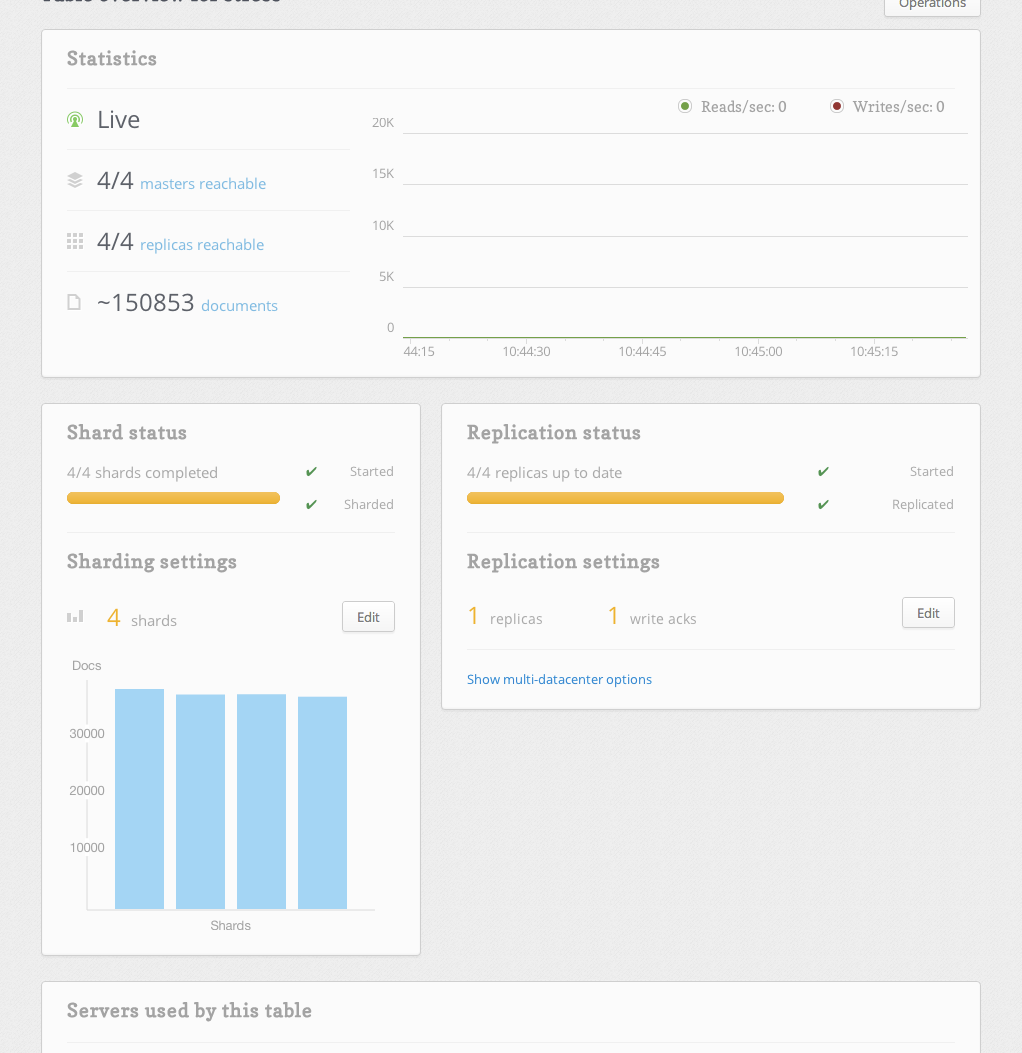 Table overview for stress
Operations
Statistics
Live
4/4 masters reachable
4/4 replicas reachable
~150853 documents
Reads/sec: 0
Writes/sec: 0
20K
15K
10K
5K
0
44:15
10:44:30
10:44:45
10:45:00
10:45:15
Shard status
4/4 shards completed
Started
Sharded
Sharding settings
4 shards
Edit
Docs
30000
20000
10000
Shards
Replication status
4/4 replicas up to date
Started
Replicated
Replication settings
1 replicas
1 write acks
Edit
Show multi-datacenter options
Servers used by this table